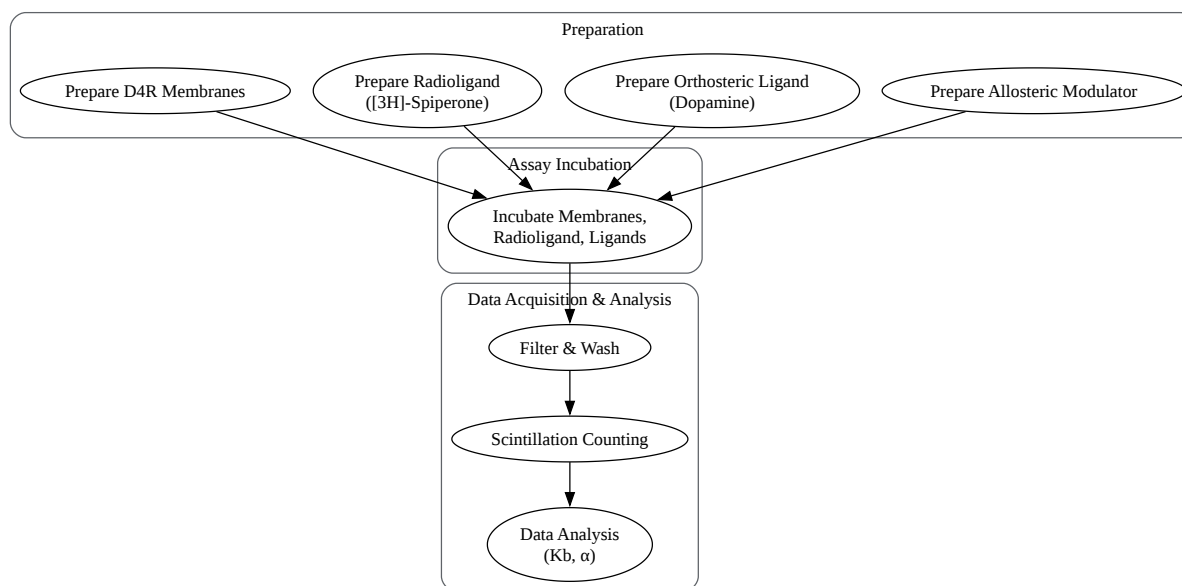 Preparation
Prepare D4R Membranes
Prepare Radioligand
([3H]-Spiperone)
Prepare Orthosteric Ligand
(Dopamine)
Prepare Allosteric Modulator
Assay Incubation
Incubate Membranes,
Radioligand, Ligands
Data Acquisition & Analysis
Filter & Wash
Scintillation Counting
Data Analysis
(Kb, α)